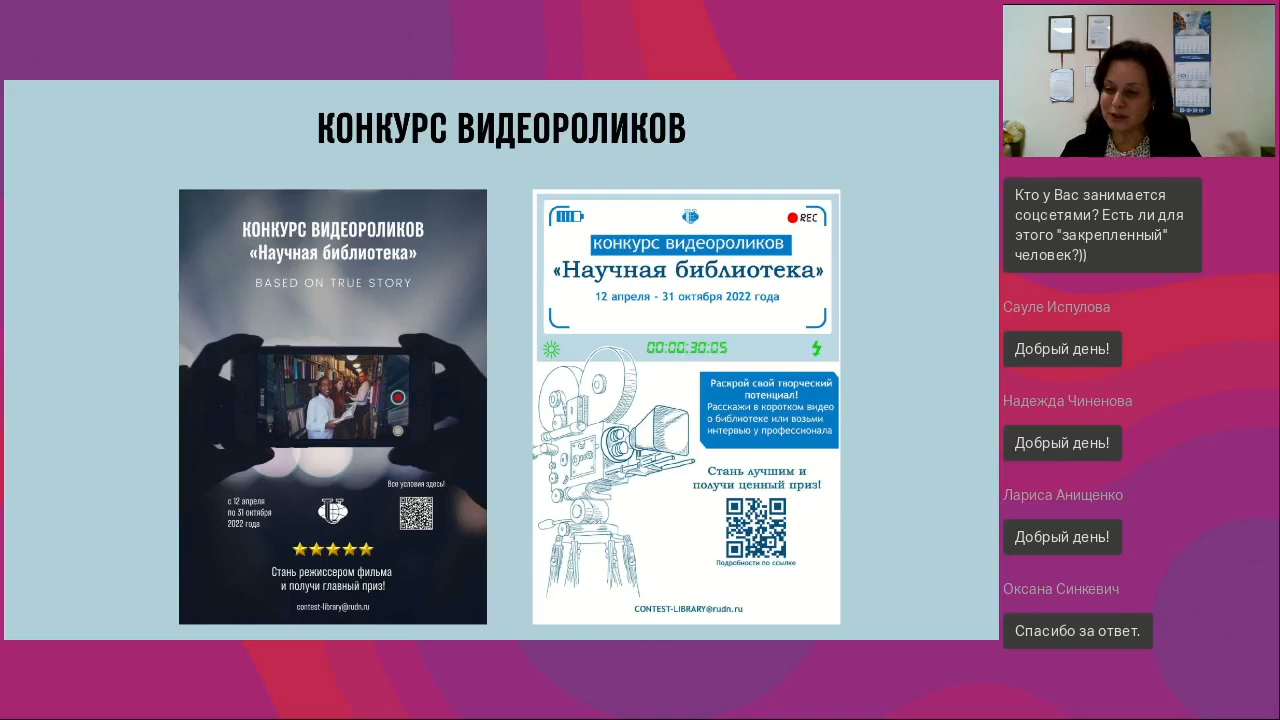 КОНКУРС ВИДЕОРОЛИКОВ
КОНКУРС ВИДЕОРОЛИКОВ
«Научная библиотека»
BASED ON TRUE STORY
Все условия здесь!
с 12 апреля
по 31 октября
2022 года
Стань режиссером фильма
и получи главный приз!
contest-library@rudn.ru
REC
конкурс видеороликов
«Научная библиотека»
12 апреля - 31 октября 2022 года
00:00:30:05
Раскрой свой творческий
потенциал!
Расскажи в коротком видео
о библиотеке или возьми
интервью у профессионала
Стань лучшим и
получи ценный приз!
Подробности по ссылке
CONTEST-LIBRARY@rudn.ru
Кто у Вас занимается
соцсетями? Есть ли для
этого "закрепленный"
человек?))
Сауле Испулова
Добрый день!
Надежда Чиненова
Добрый день!
Лариса Анищенко
Добрый день!
Оксана Синкевич
Спасибо за ответ.